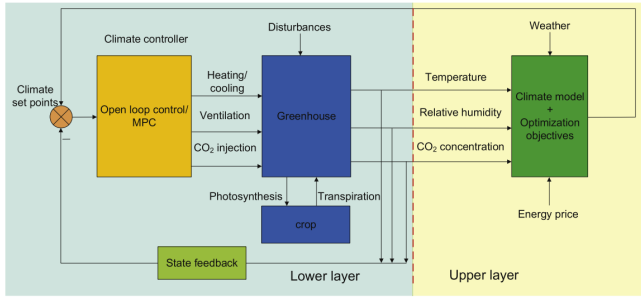 Disturbances
Weather
Climate controller
Climate
set points
Open loop control/
MPC
Heating/
cooling
Ventilation
CO₂ injection
Greenhouse
Temperature
Relative humidity
CO₂ concentration
Climate model
+
Optimization
objectives
Photosynthesis
Transpiration
crop
Energy price
State feedback
–
Lower layer
Upper layer